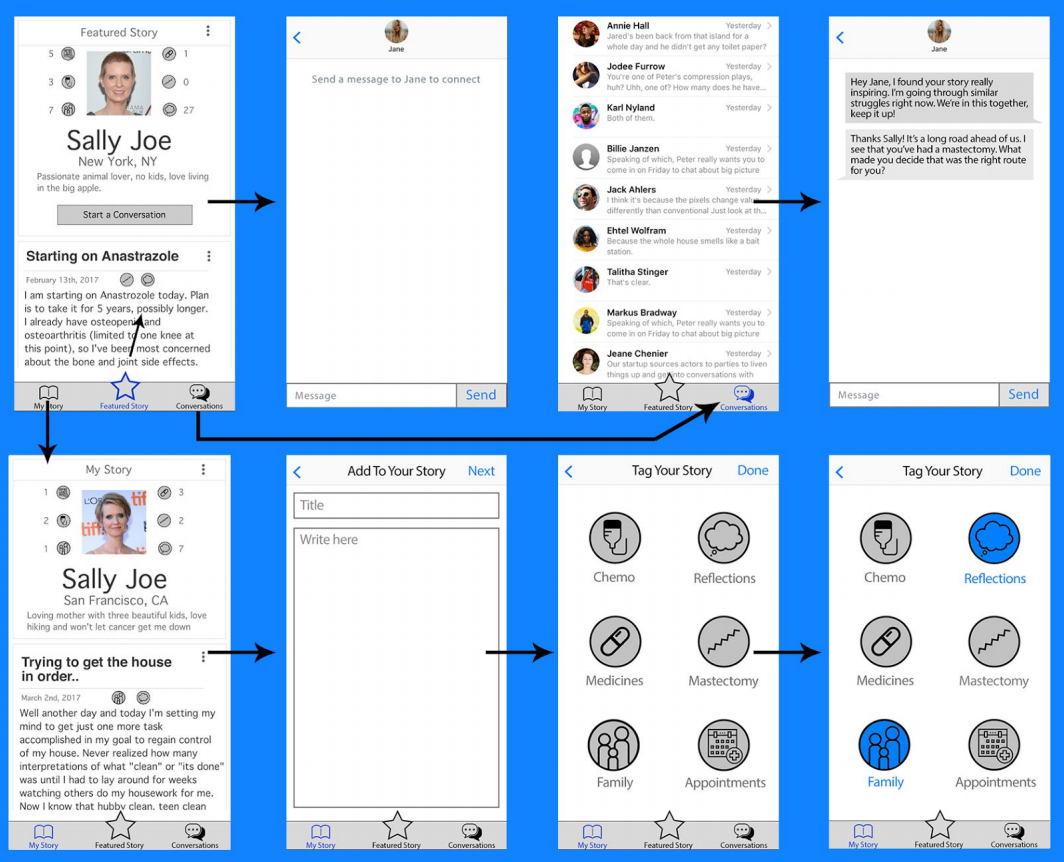 Featured Story
5
1
3
0
7
27
Sally Joe
New York, NY
Passionate animal lover, no kids, love living
in the big apple.
Start a Conversation
Starting on Anastrazole
February 13th, 2017
I am starting on Anastrozole today. Plan
is to take it for 5 years, possibly longer.
I already have osteopenia and
osteoarthritis (limited to one knee at
this point), so I've been most concerned
about the bone and joint side effects.
My Story
Featured Story
Conversations
Jane
Send a message to Jane to connect
Message
Send
Annie Hall
Yesterday
Jared's been back from that island for a
whole day and he didn't get any toilet paper?
Jodee Furrow
Yesterday
You're one of Peter's compression plays,
huh? Uhh, one of? How many does he have...
Karl Nyland
Yesterday
Both of them.
Billie Janzen
Yesterday
Speaking of which, Peter really wants you to
come in on Friday to chat about big picture
Jack Ahlers
Yesterday
I think it's because the pixels change value
differently than conventional Just look at th...
Ehtel Wolfram
Yesterday
Because the whole house smells like a bait
station.
Talitha Stinger
Yesterday
That's clear.
Markus Bradway
Yesterday
Speaking of which, Peter really wants you to
come in on Friday to chat about big picture
Jeane Chenier
Yesterday
Our startup sources actors to parties to liven
things up and get into conversations with
My Story
Featured Story
Conversations
Jane
Hey Jane, I found your story really
inspiring. I'm going through similar
struggles right now. We're in this together,
keep it up!
Thanks Sally! It's a long road ahead of us. I
see that you've had a mastectomy. What
made you decide that was the right route
for you?
Message
Send
My Story
1
3
2
2
1
7
L'OR
tiff
tiff
Sally Joe
San Francisco, CA
Loving mother with three beautiful kids, love
hiking and won't let cancer get me down
Trying to get the house
in order..
March 2nd, 2017
Well another day and today I'm setting my
mind to get just one more task
accomplished in my goal to regain control
of my house. Never realized how many
interpretations of what "clean" or "its done"
was until I had to lay around for weeks
watching others do my housework for me.
Now I know that hubby clean, teen clean
My Story
Featured Story
Conversations
Add To Your Story
Next
Title
Write here
My Story
Featured Story
Conversations
Tag Your Story
Done
Chemo
Reflections
Medicines
Mastectomy
Family
Appointments
My Story
Featured Story
Conversations
Tag Your Story
Done
Chemo
Reflections
Medicines
Mastectomy
Family
Appointments
My Story
Featured Story
Conversations